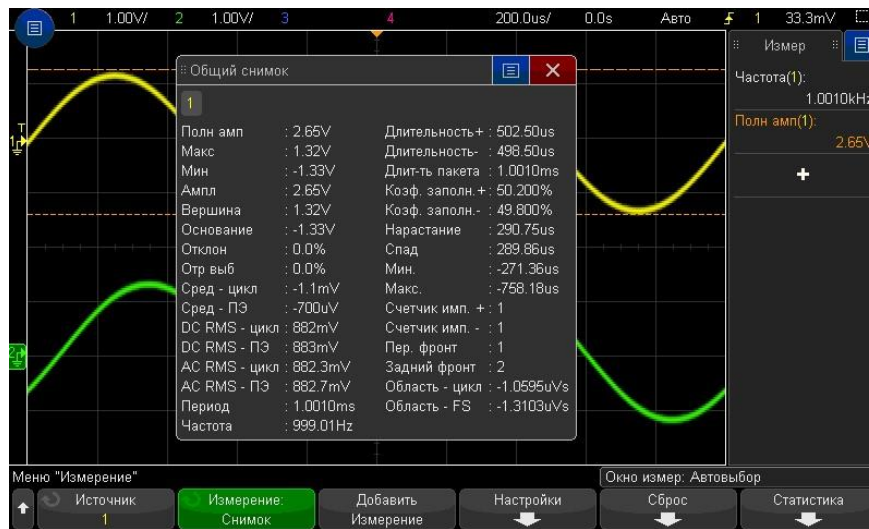 1 1.00V/ 2 1.00V/ 3 4 200.0us/ 0.0s Авто 1 33.3mV
Измер
Частота(1):
1.0010kHz
Полн амп(1):
2.65V
+
T
1
2
Общий снимок
1
Полн амп : 2.65V Длительность+ : 502.50us
Макс : 1.32V Длительность- : 498.50us
Мин : -1.33V Длит-ть пакета : 1.0010ms
Ампл : 2.65V Коэф. заполн.+ : 50.200%
Вершина : 1.32V Коэф. заполн.- : 49.800%
Основание : -1.33V Нарастание : 290.75us
Отклон : 0.0% Спад : 289.86us
Отр выб : 0.0% Мин. : -271.36us
Сред - цикл : -1.1mV Макс. : -758.18us
Сред - ПЭ : -700uV Счетчик имп. + : 1
DC RMS - цикл : 882mV Счетчик имп. - : 1
DC RMS - ПЭ : 883mV Пер. фронт : 1
AC RMS - цикл : 882.3mV Задний фронт : 2
AC RMS - ПЭ : 882.7mV Область - цикл : -1.0595uVs
Период : 1.0010ms Область - FS : -1.3103uVs
Частота : 999.01Hz
Меню "Измерение" Окно измер: Автовыбор
Источник
1
Измерение:
Снимок
Добавить
Измерение
Настройки
Сброс
Статистика